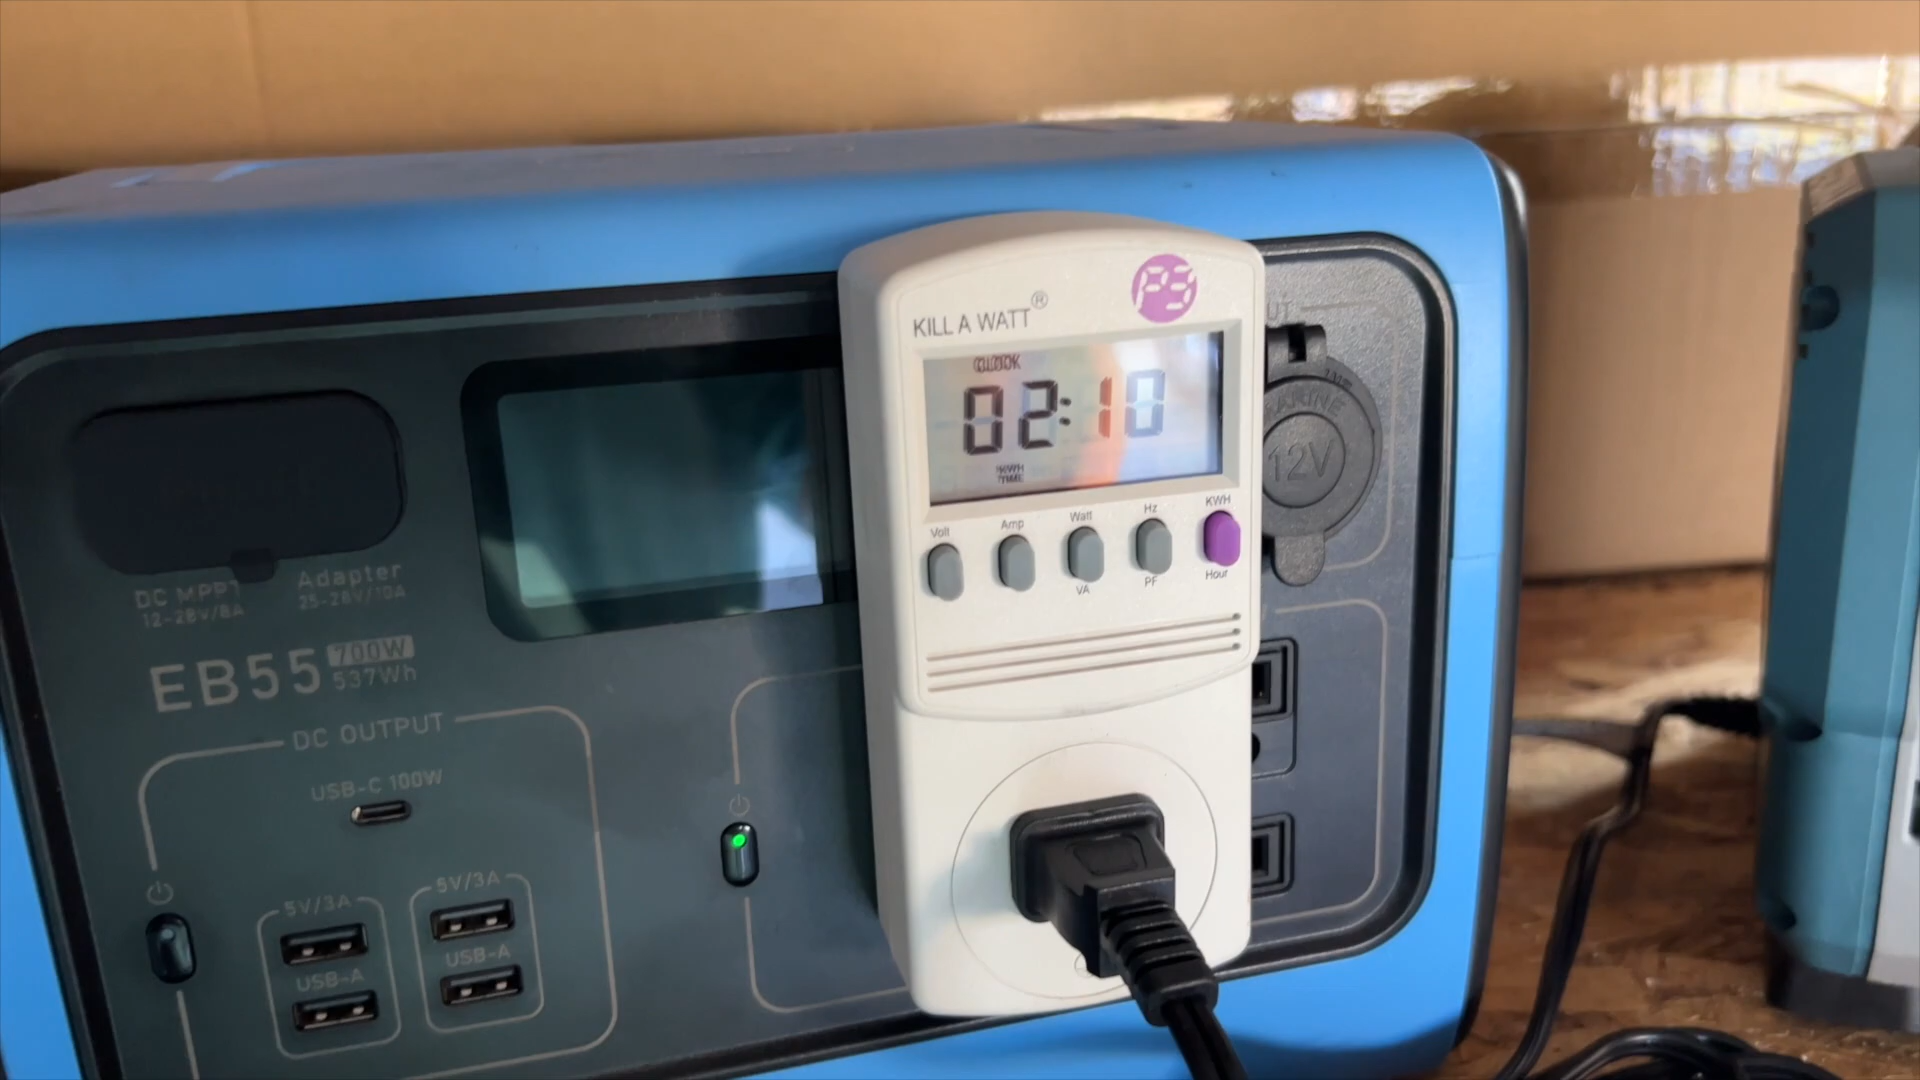 DC MPPT
12-28V/8A
Adapter
25-28V/10A
EB55
700W
537Wh
DC OUTPUT
USB-C 100W
5V/3A
USB-A
5V/3A
USB-A
KILL A WATT®
P3
CLOCK
02:10
KWH
TIME
Volt
Amp
Watt
VA
Hz
PF
KWH
Hour
12V